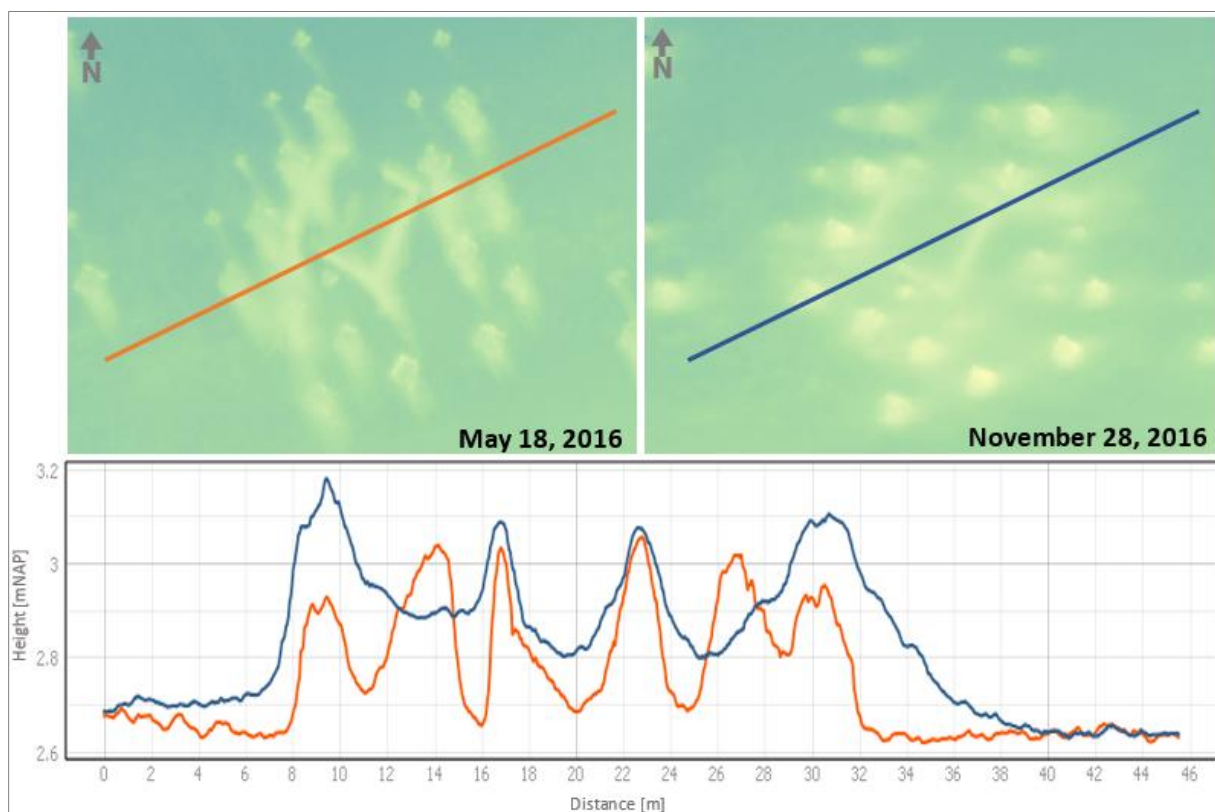 N
N
May 18, 2016
November 28, 2016
3.2
3
2.8
2.6
Height [mNAP]
0 2 4 6 8 10 12 14 16 18 20 22 24 26 28 30 32 34 36 38 40 42 44 46
Distance [m]